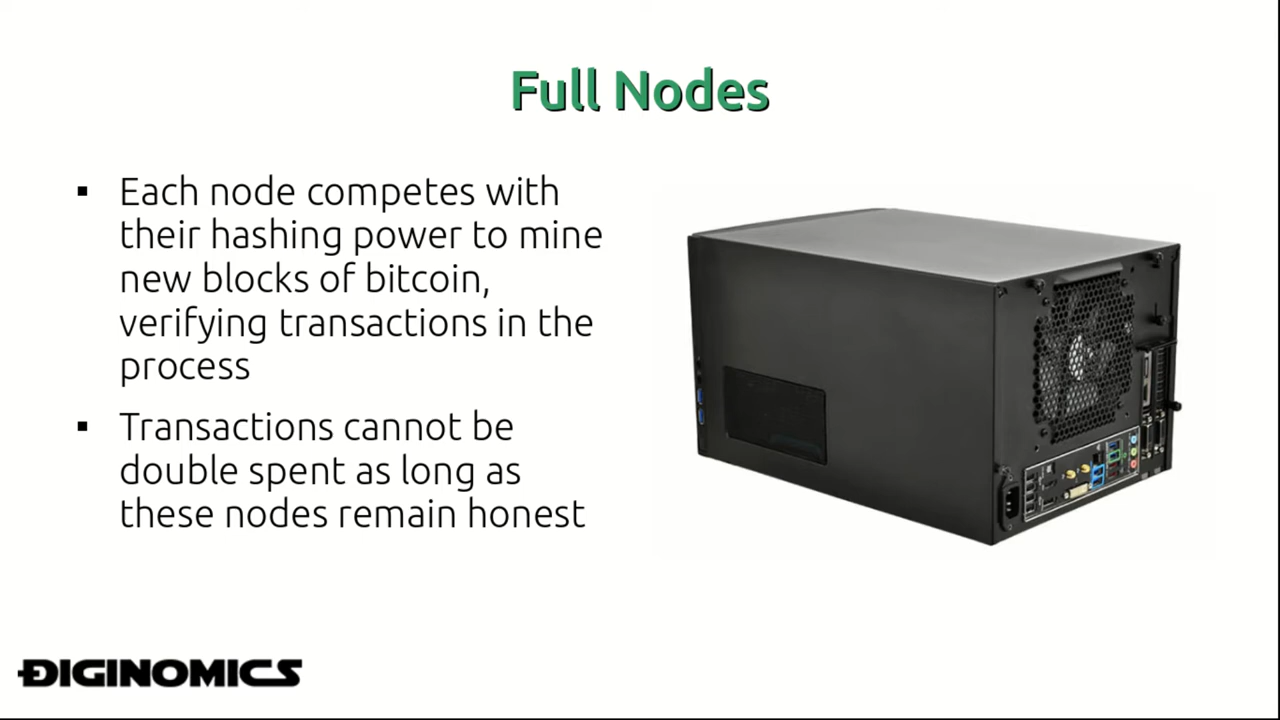 Full Nodes
▪ Each node competes with
their hashing power to mine
new blocks of bitcoin,
verifying transactions in the
process
▪ Transactions cannot be
double spent as long as
these nodes remain honest
ÐIGINOMICS